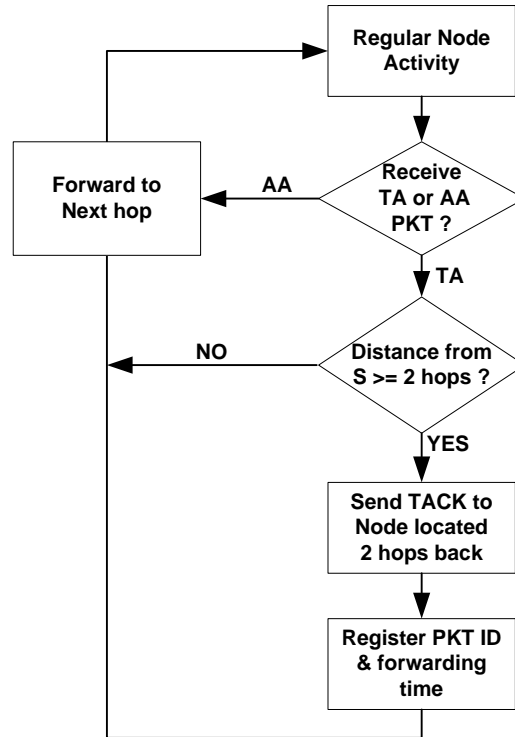 Regular Node
Activity
Forward to
Next hop
AA
Receive
TA or AA
PKT ?
TA
NO
Distance from
S >= 2 hops ?
YES
Send TACK to
Node located
2 hops back
Register PKT ID
& forwarding
time